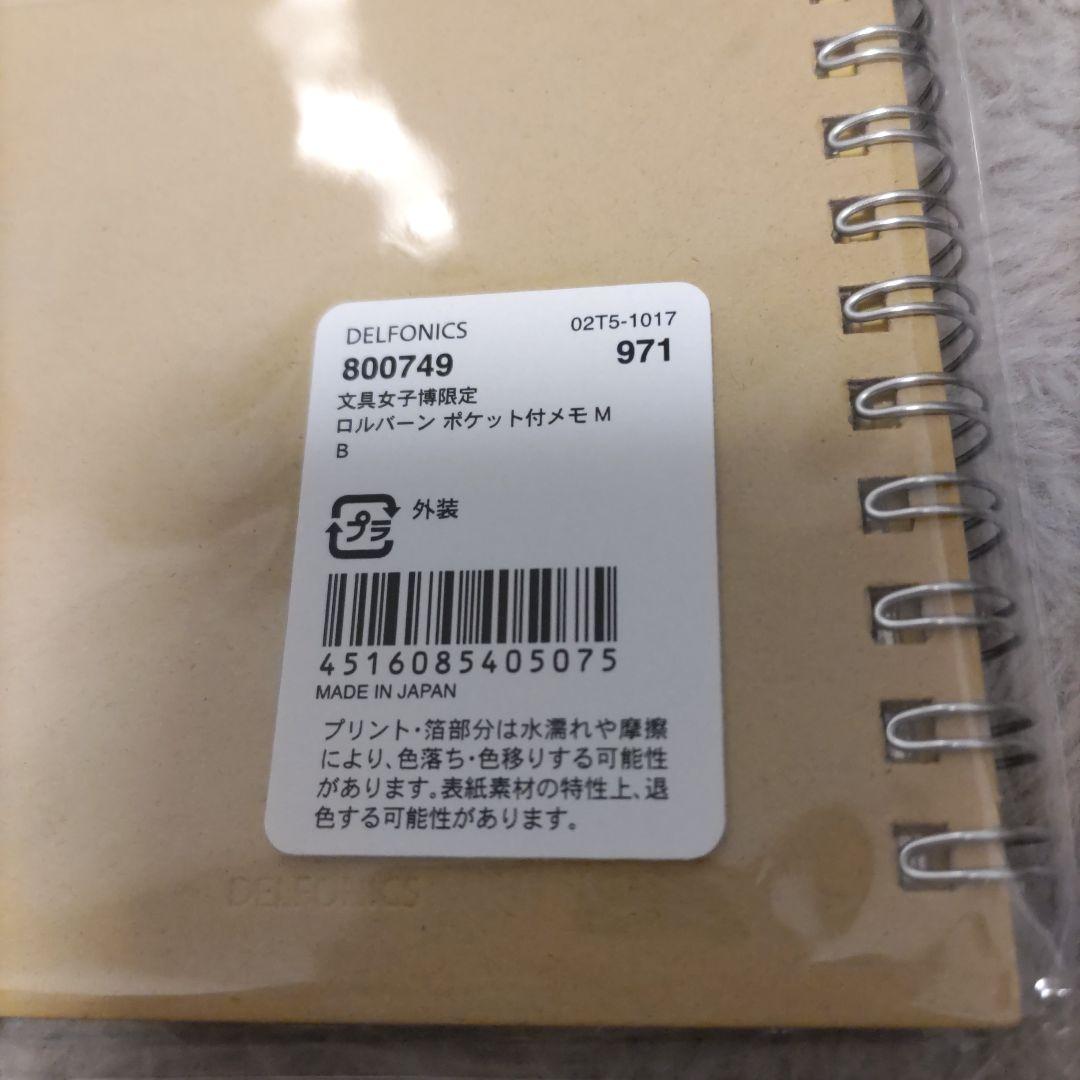 DELFONICS 02T5-1017
800749 971
文具女子博限定
ロルバーン ポケット付メモ M
B
プラ 外装
4516085405075
MADE IN JAPAN
プリント・箔部分は水濡れや摩擦
により、色落ち・色移りする可能性
があります。表紙素材の特性上、退
色する可能性があります。
DELFONICS